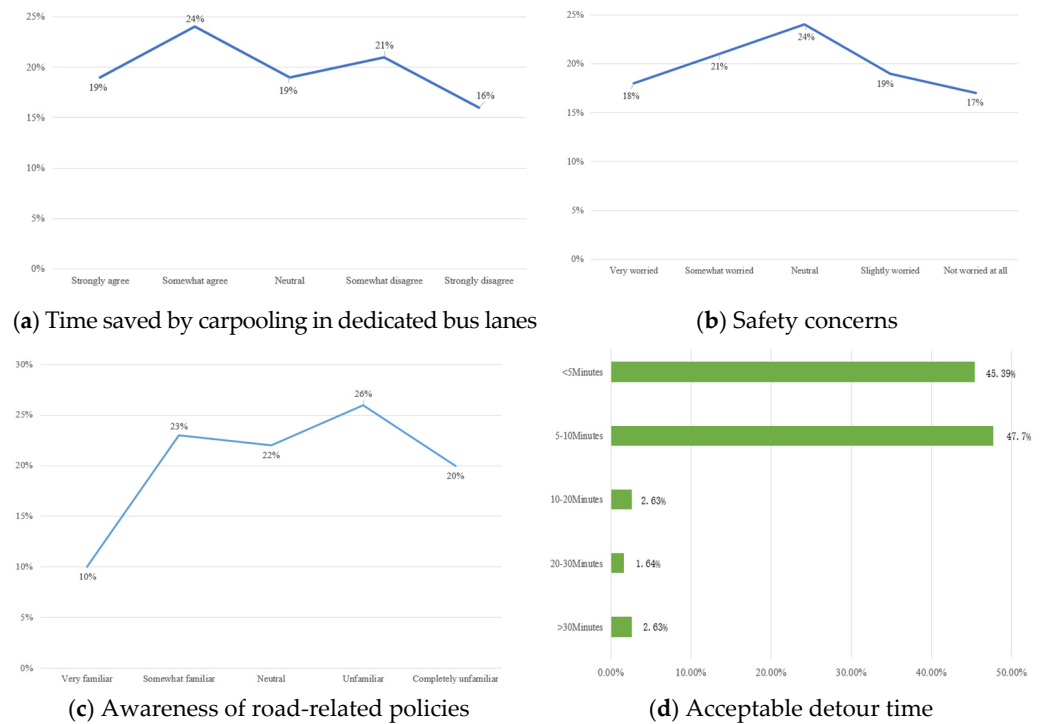 25%
20%
15%
10%
5%
0%
19%
24%
19%
21%
16%
Strongly agree
Somewhat agree
Neutral
Somewhat disagree
Strongly disagree
(a) Time saved by carpooling in dedicated bus lanes
25%
20%
15%
10%
5%
0%
18%
21%
24%
19%
17%
Very worried
Somewhat worried
Neutral
Slightly worried
Not worried at all
(b) Safety concerns
30%
25%
20%
15%
10%
5%
0%
10%
23%
22%
26%
20%
Very familiar
Somewhat familiar
Neutral
Unfamiliar
Completely unfamiliar
(c) Awareness of road-related policies
<5Minutes
45.39%
5-10Minutes
47.7%
10-20Minutes
2.63%
20-30Minutes
1.64%
>30Minutes
2.63%
0.00%
10.00%
20.00%
30.00%
40.00%
50.00%
(d) Acceptable detour time